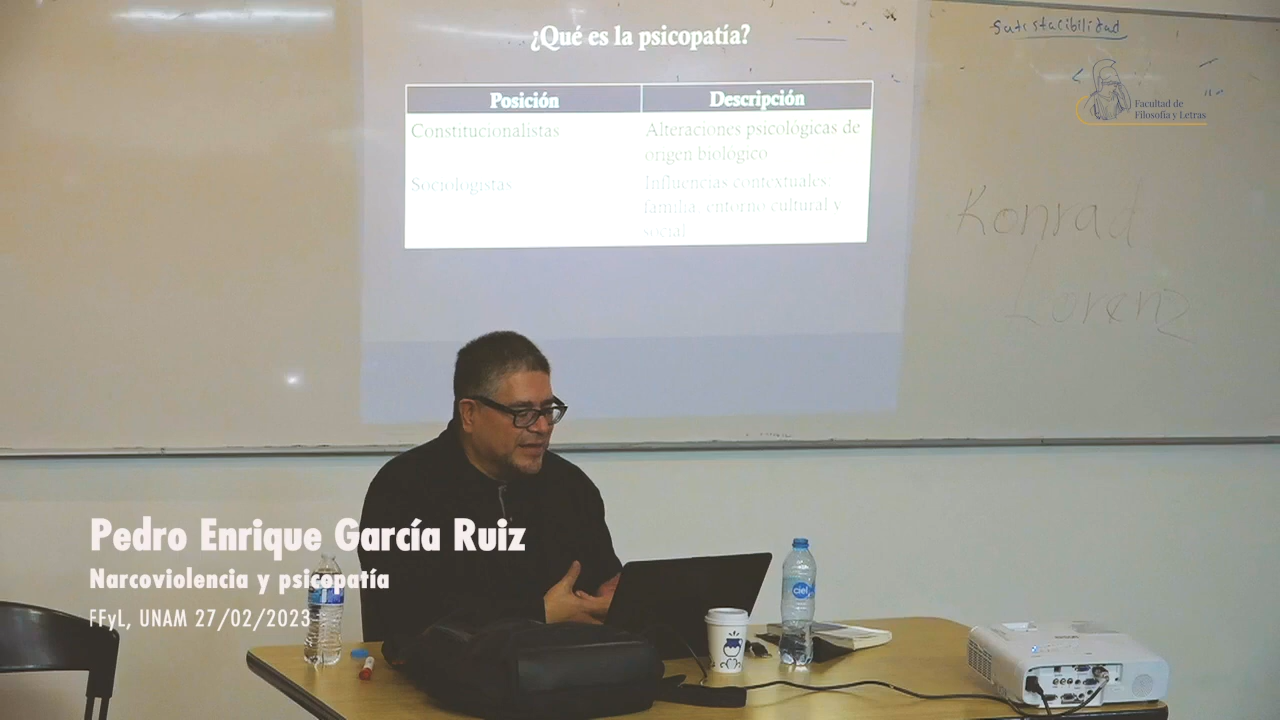 ¿Qué es la psicopatía?
Posición
Descripción
Constitucionalistas
Alteraciones psicológicas de
origen biológico
Sociologistas
Influencias contextuales:
familia, entorno cultural y
social
Facultad de
Filosofía y Letras
Konrad
Lorenz
Pedro Enrique García Ruiz
Narcoviolencia y psicopatía
FFyL, UNAM 27/02/2023
ciel